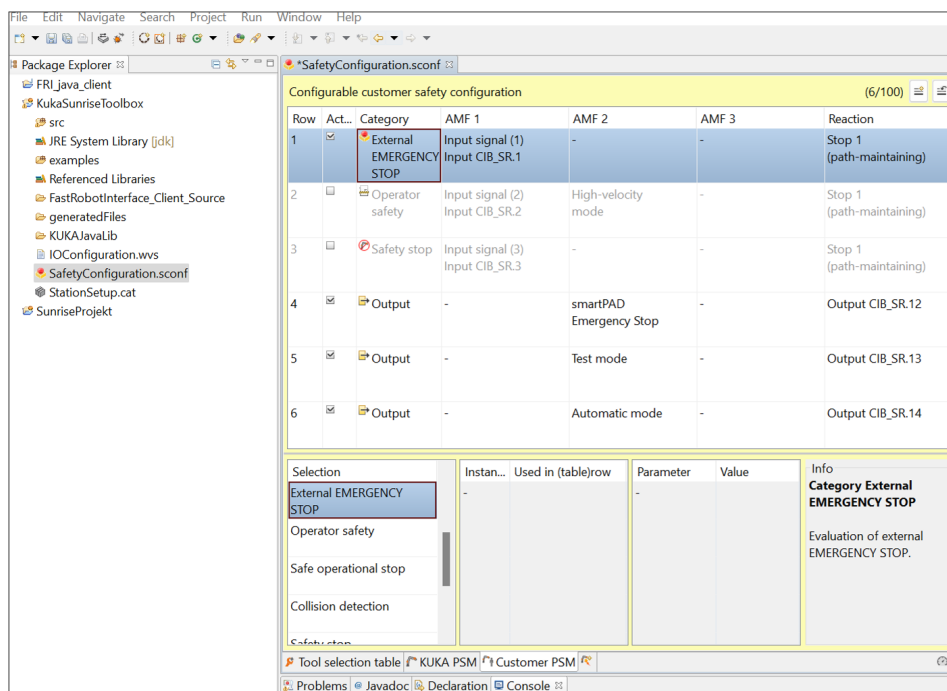 File Edit Navigate Search Project Run Window Help
Package Explorer
*SafetyConfiguration.sconf
FRI_java_client
KukaSunriseToolbox
src
JRE System Library [jdk]
examples
Referenced Libraries
FastRobotInterface_Client_Source
generatedFiles
KUKAJavaLib
IOConfiguration.wvs
SafetyConfiguration.sconf
StationSetup.cat
SunriseProjekt
Configurable customer safety configuration (6/100)
Row Act... Category AMF 1 AMF 2 AMF 3 Reaction
1 External Input signal (1) - - Stop 1
EMERGENCY Input CIB_SR.1 (path-maintaining)
STOP
2 Operator Input signal (2) High-velocity - Stop 1
safety Input CIB_SR.2 mode (path-maintaining)
3 Safety stop Input signal (3) - - Stop 1
Input CIB_SR.3 (path-maintaining)
4 Output - smartPAD - Output CIB_SR.12
Emergency Stop
5 Output - Test mode - Output CIB_SR.13
6 Output - Automatic mode - Output CIB_SR.14
Selection
External EMERGENCY
STOP
Operator safety
Safe operational stop
Collision detection
Safety stop
Instan... Used in (table)row
-
Parameter Value
-
Info
Category External
EMERGENCY STOP
Evaluation of external
EMERGENCY STOP.
Tool selection table KUKA PSM Customer PSM
Problems Javadoc Declaration Console